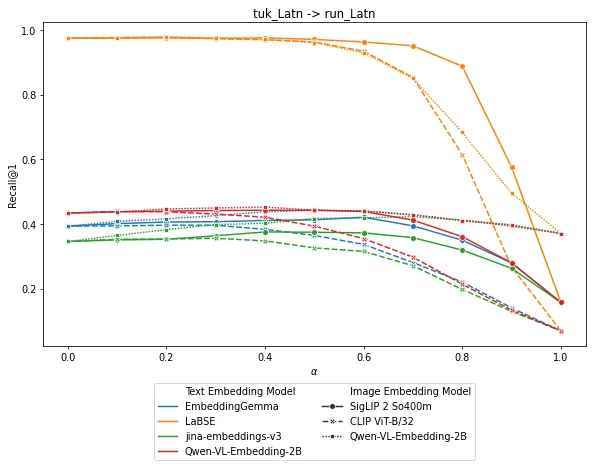 tuk_Latn -> run_Latn
1.0
0.8
0.6
0.4
0.2
Recall@1
0.0 0.2 0.4 0.6 0.8 1.0
α
Text Embedding Model
EmbeddingGemma
LaBSE
jina-embeddings-v3
Qwen-VL-Embedding-2B
Image Embedding Model
SigLIP 2 So400m
CLIP ViT-B/32
Qwen-VL-Embedding-2B